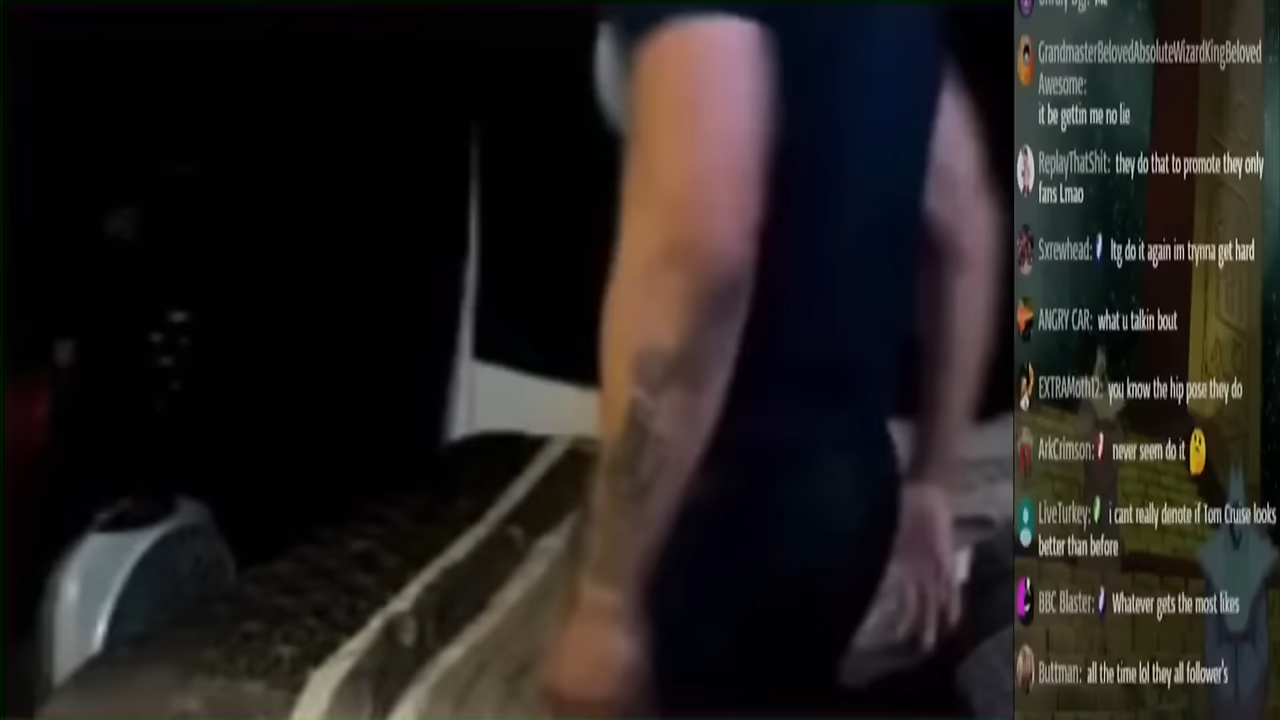 GrandmasterBelovedAbsoluteWizardKingBeloved
Awesome:
it be gettin me no lie
ReplayThatShit: they do that to promote they only
fans Lmao
Sxrewhead: ltg do it again im trynna get hard
ANGRY CAR: what u talkin bout
EXTRAMoth12: you know the hip pose they do
ArkCrimson: never seem do it 🤔
LiveTurkey: i cant really denote if Tom Cruise looks
better than before
BBC Blaster: Whatever gets the most likes
Buttman: all the time lol they all follower's